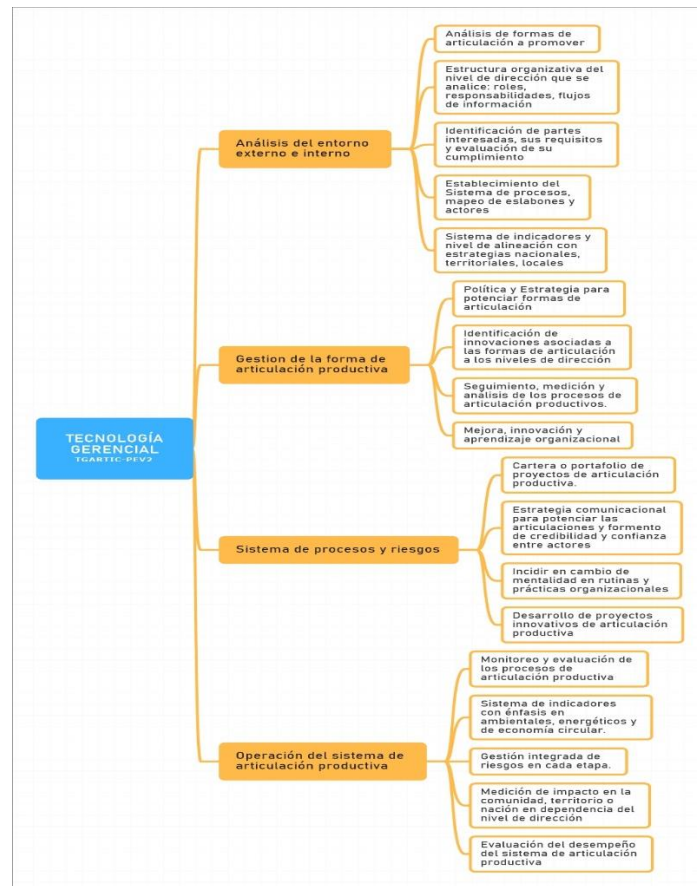 Análisis de formas de
articulación a promover
Estructura organizativa del
nivel de dirección que se
analice: roles,
responsabilidades, flujos
de información
Análisis del entorno
externo e interno
Identificación de partes
interesadas, sus requisitos
y evaluación de su
cumplimiento
Establecimiento del
Sistema de procesos,
mapeo de eslabones y
actores
Sistema de indicadores y
nivel de alineación con
estrategias nacionales,
territoriales, locales
Política y Estrategia para
potenciar formas de
articulación
Gestion de la forma de
articulación productiva
Identificación de
innovaciones asociadas a
las formas de articulación
a los niveles de dirección
Seguimiento, medición y
análisis de los procesos de
articulación productivos.
Mejora, innovación y
aprendizaje organizacional
TECNOLOGÍA
GERENCIAL
TGARTIC-PEV2
Cartera o portafolio de
proyectos de articulación
productiva.
Sistema de procesos y riesgos
Estrategia comunicacional
para potenciar las
articulaciones y formento
de credibilidad y confianza
entre actores
Incidir en cambio de
mentalidad en rutinas y
prácticas organizacionales
Desarrollo de proyectos
innovativos de articulación
productiva
Monitoreo y evaluación de
los procesos de
articulación productiva
Operación del sistema de
articulación productiva
Sistema de indicadores
con énfasis en
ambientales, energéticos y
de economía circular.
Gestión integrada de
riesgos en cada etapa.
Medición de impacto en la
comunidad, territorio o
nación en dependencia del
nivel de dirección
Evaluación del desempeño
del sistema de articulación
productiva